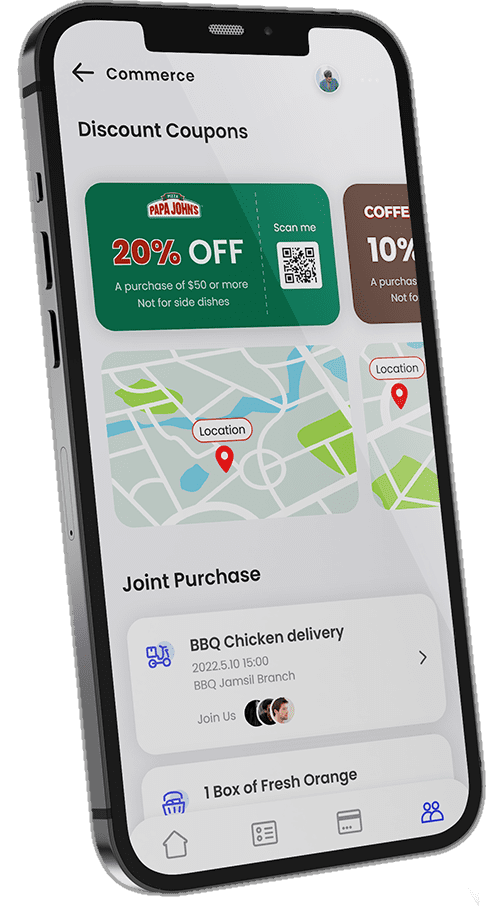 Commerce
Discount Coupons
PIZZA
PAPA JOHNS
20% OFF
A purchase of $50 or more
Not for side dishes
Scan me
COFFE
10%
A purchas
Not fo
Location
Location
Joint Purchase
BBQ Chicken delivery
2022.5.10 15:00
BBQ Jamsil Branch
Join Us
1 Box of Fresh Orange